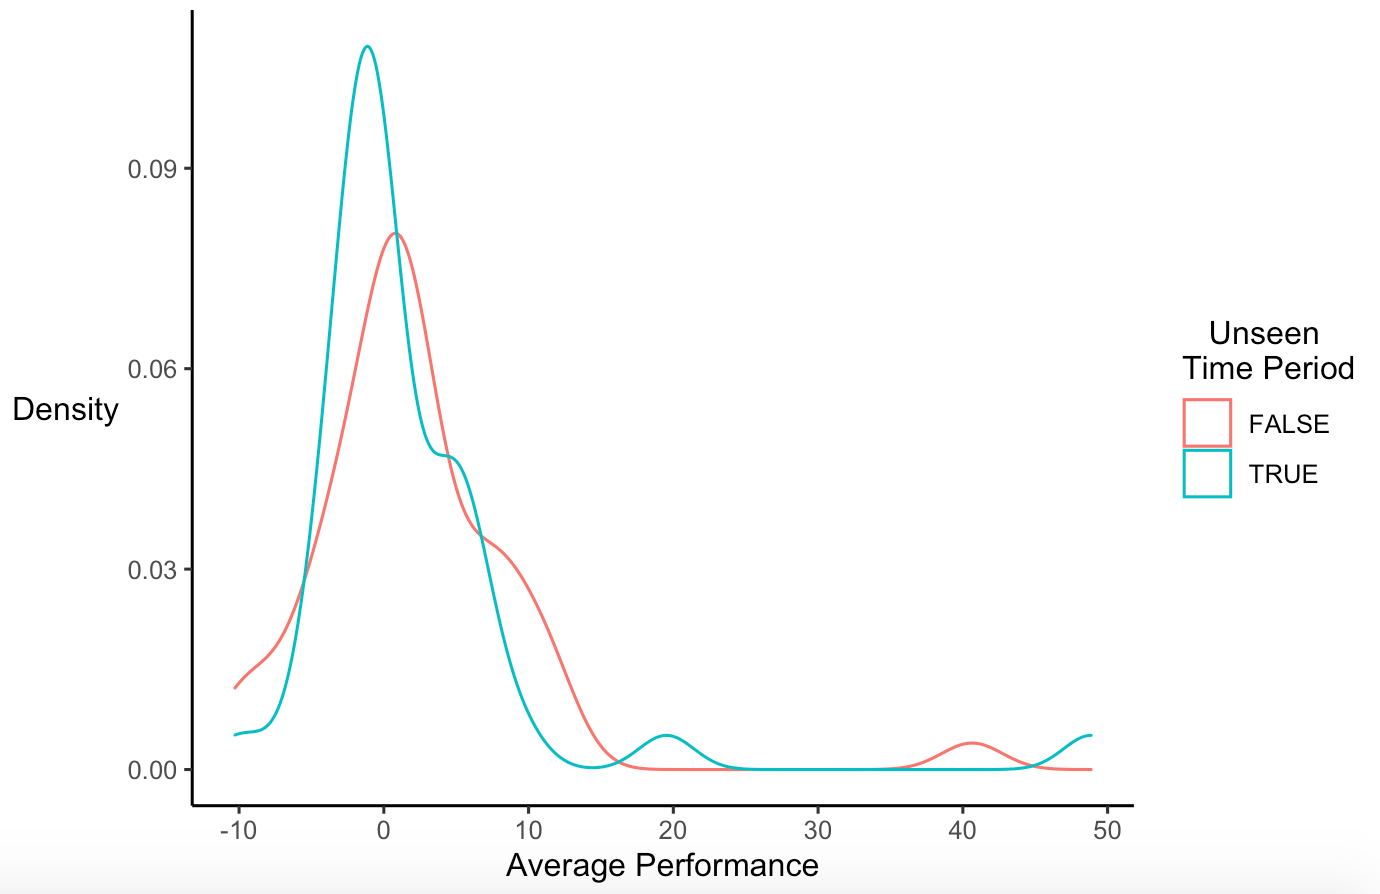 0.09
0.06
Density
0.03
0.00
-10 0 10 20 30 40 50
Average Performance
Unseen
Time Period
FALSE
TRUE